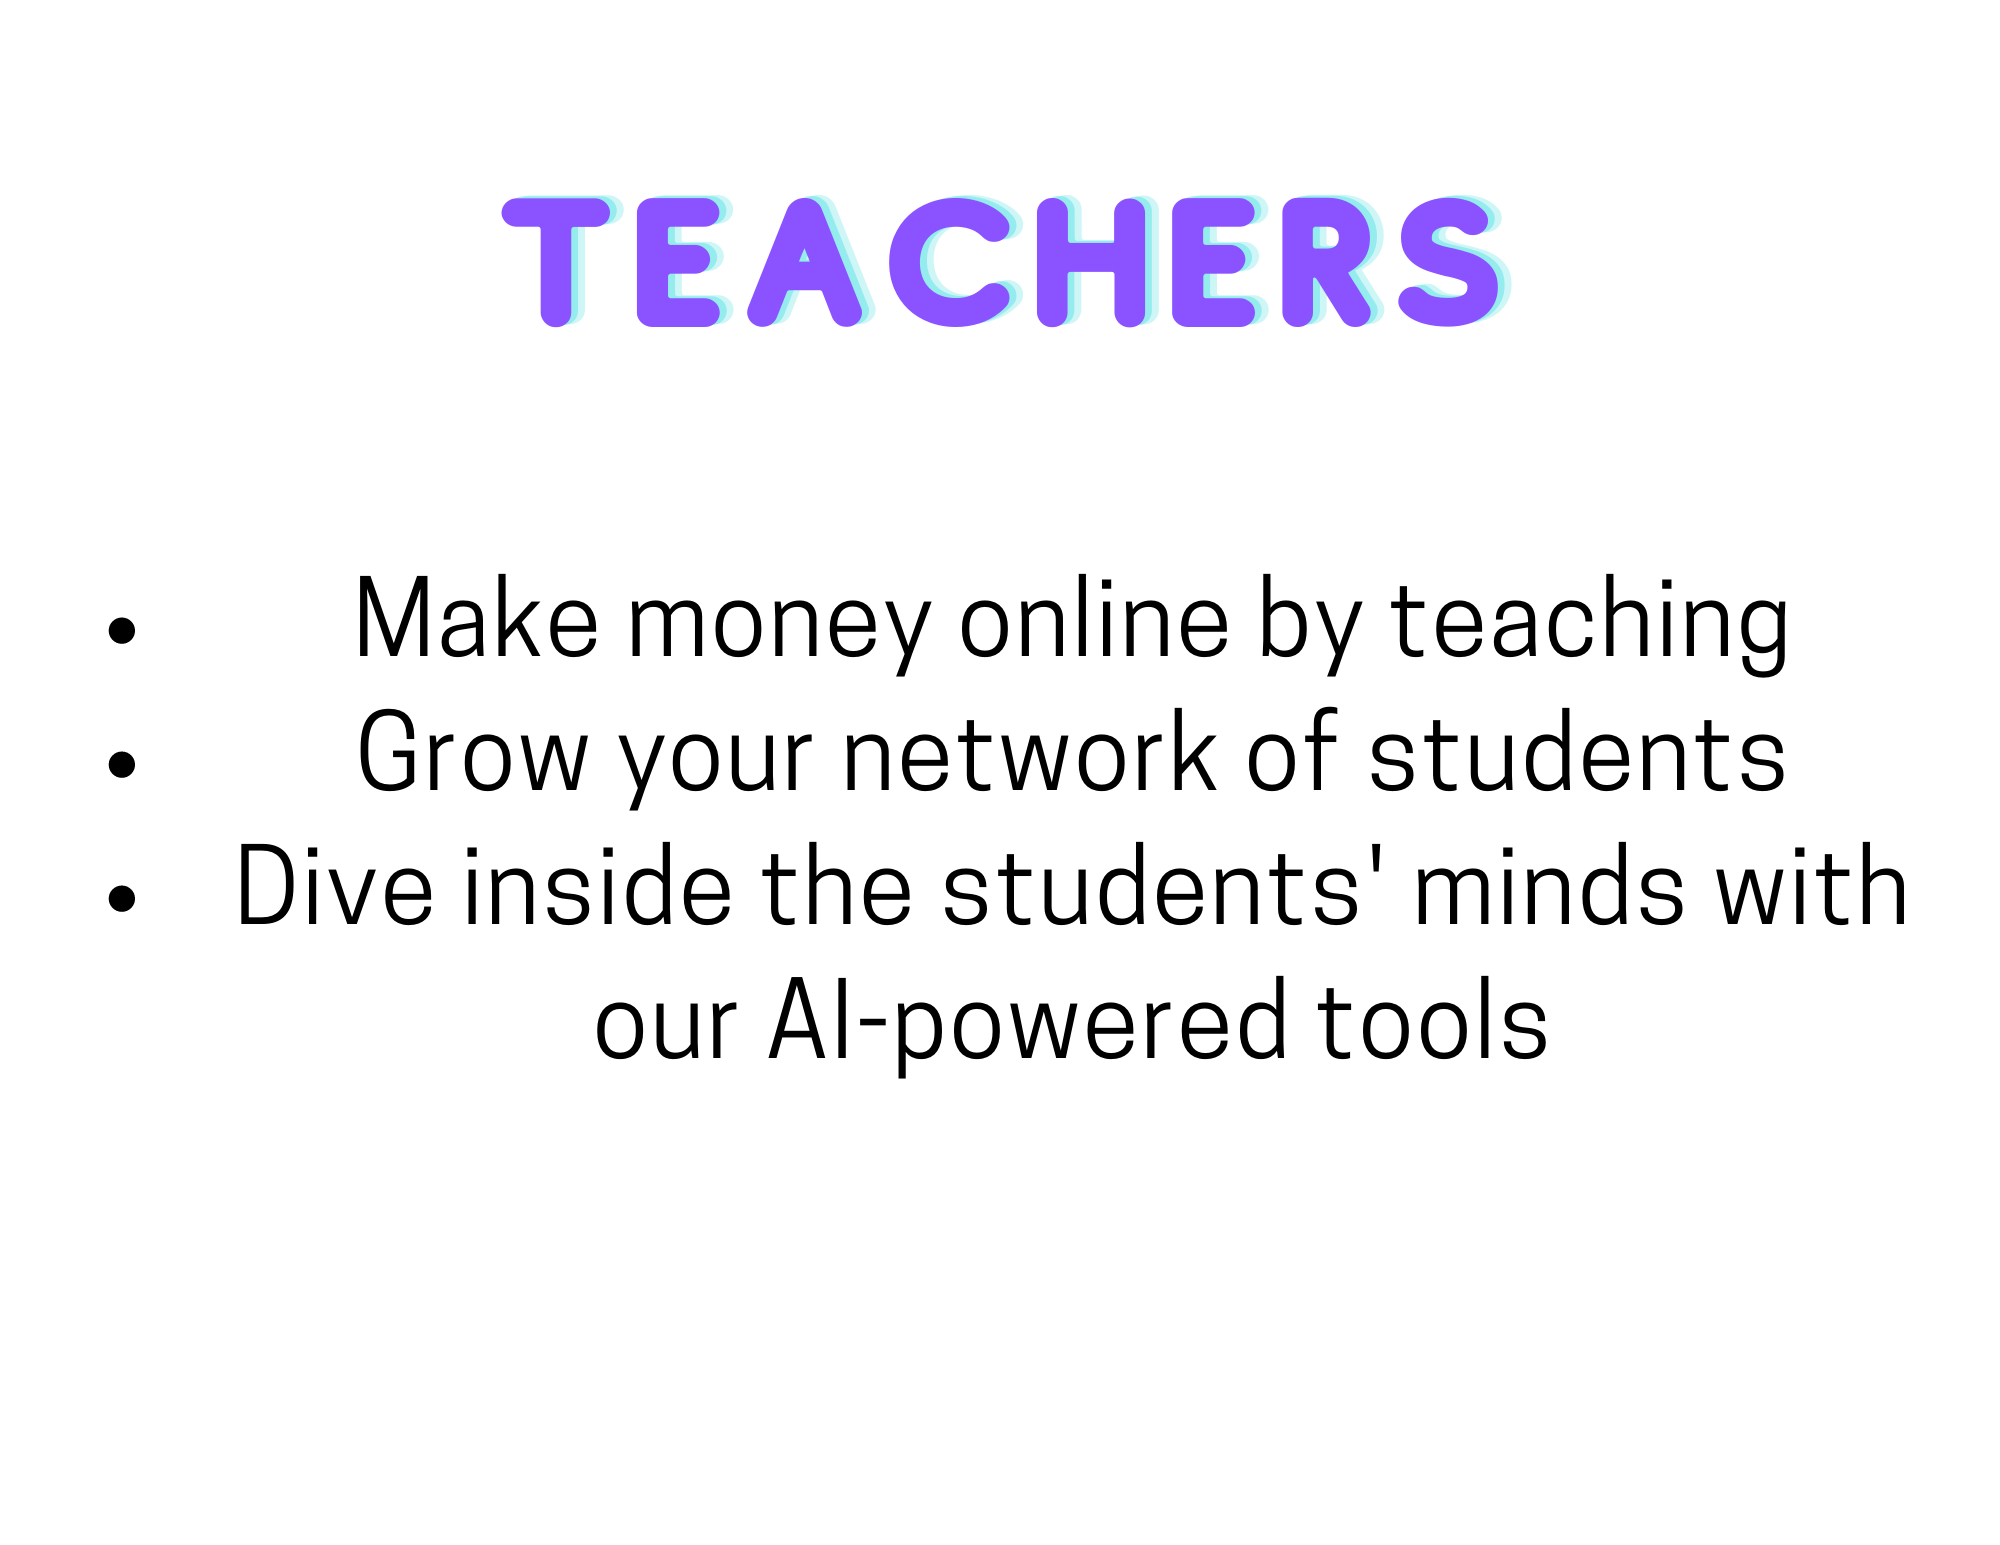 TEACHERS
• Make money online by teaching
• Grow your network of students
• Dive inside the students' minds with
our AI-powered tools